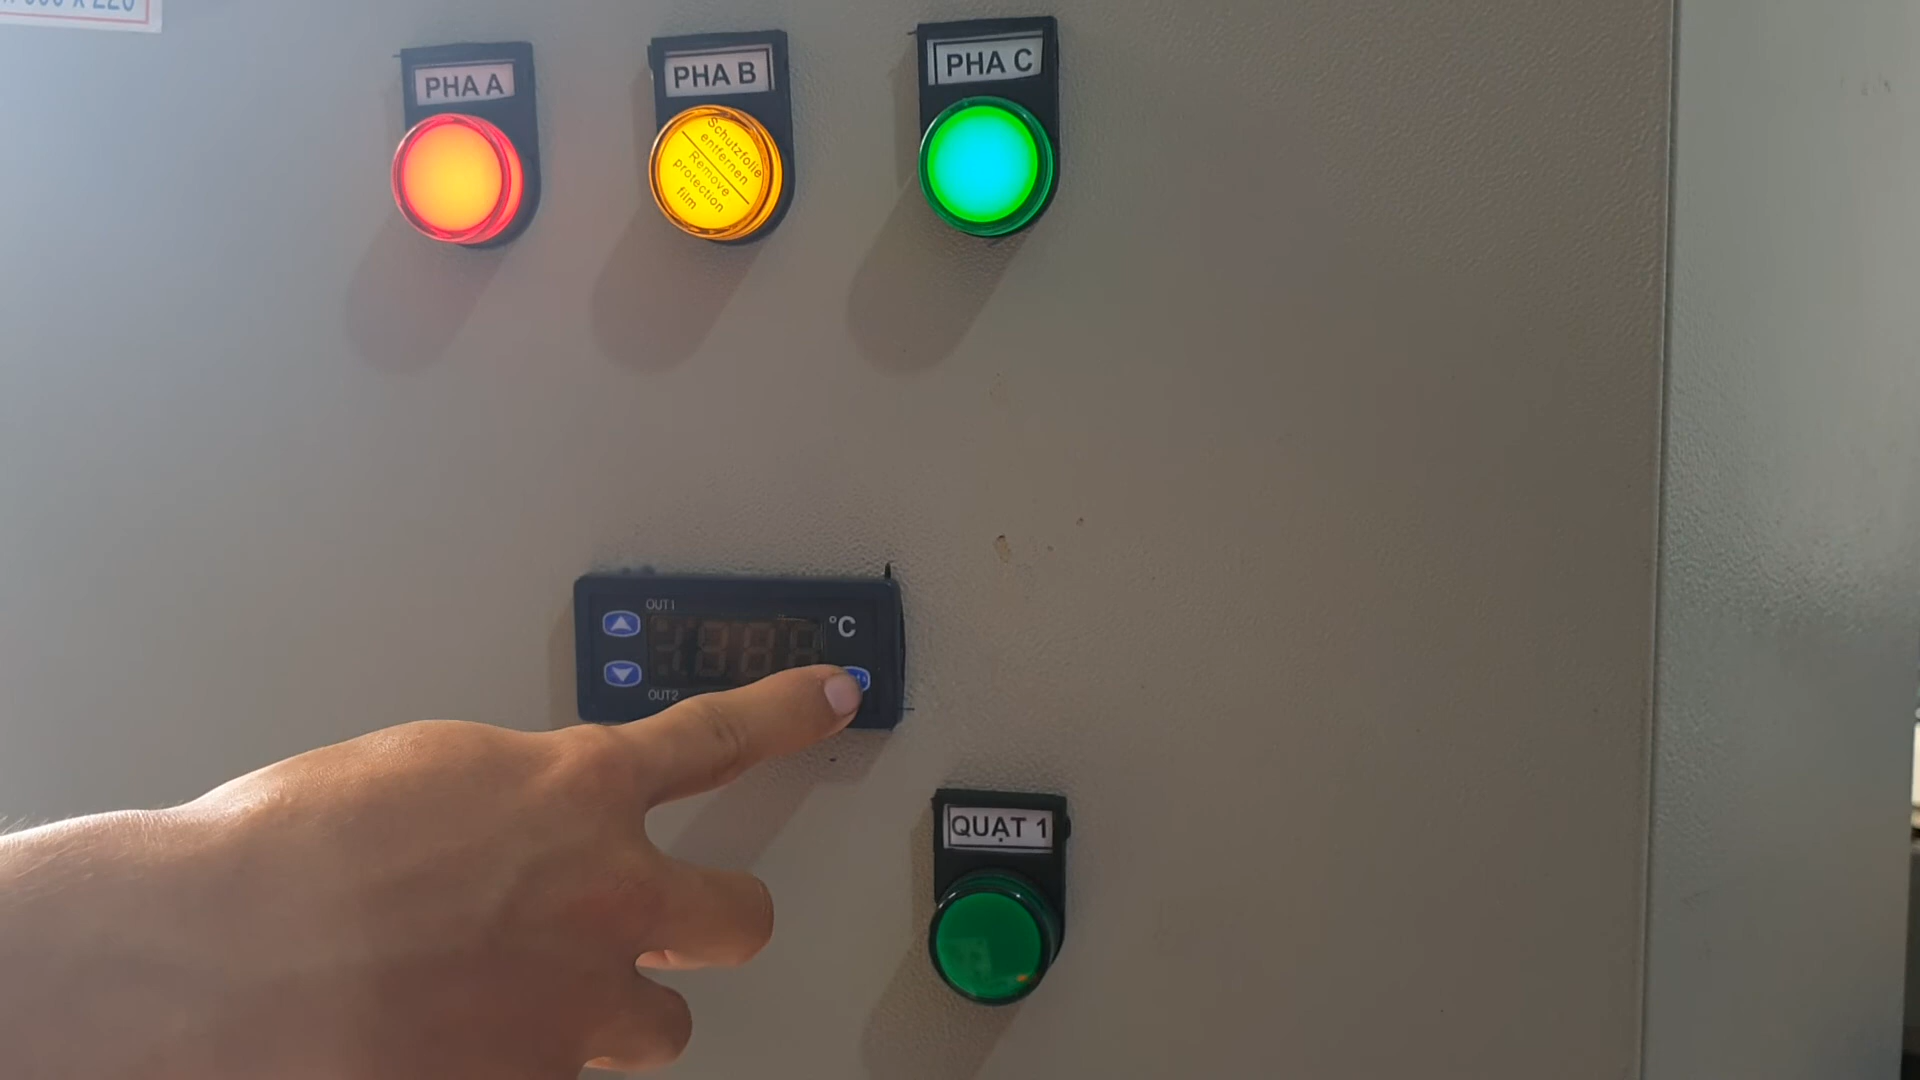 PHA A
PHA B
PHA C
Schutzfolie
entfernen
Remove
protection
film
OUT1
°C
OUT2
QUẠT 1